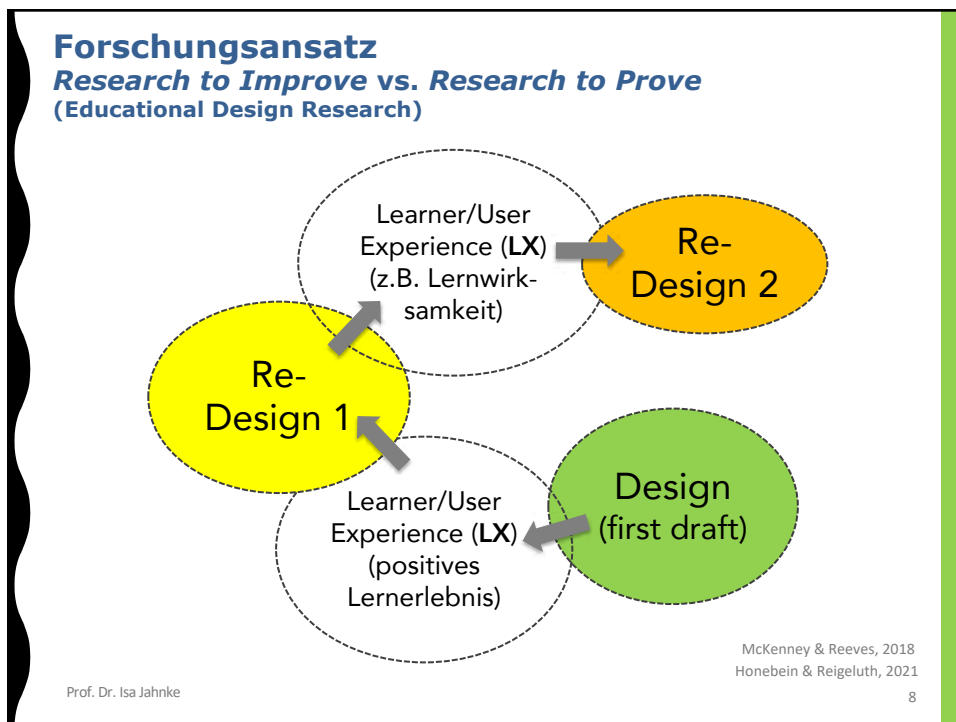 Forschungsansatz
Research to Improve vs. Research to Prove
(Educational Design Research)
Learner/User
Experience (LX)
(z.B. Lernwirk-
samkeit)
Re-
Design 2
Re-
Design 1
Learner/User
Experience (LX)
(positives
Lernerlebnis)
Design
(first draft)
McKenney & Reeves, 2018
Honebein & Reigeluth, 2021
Prof. Dr. Isa Jahnke
8